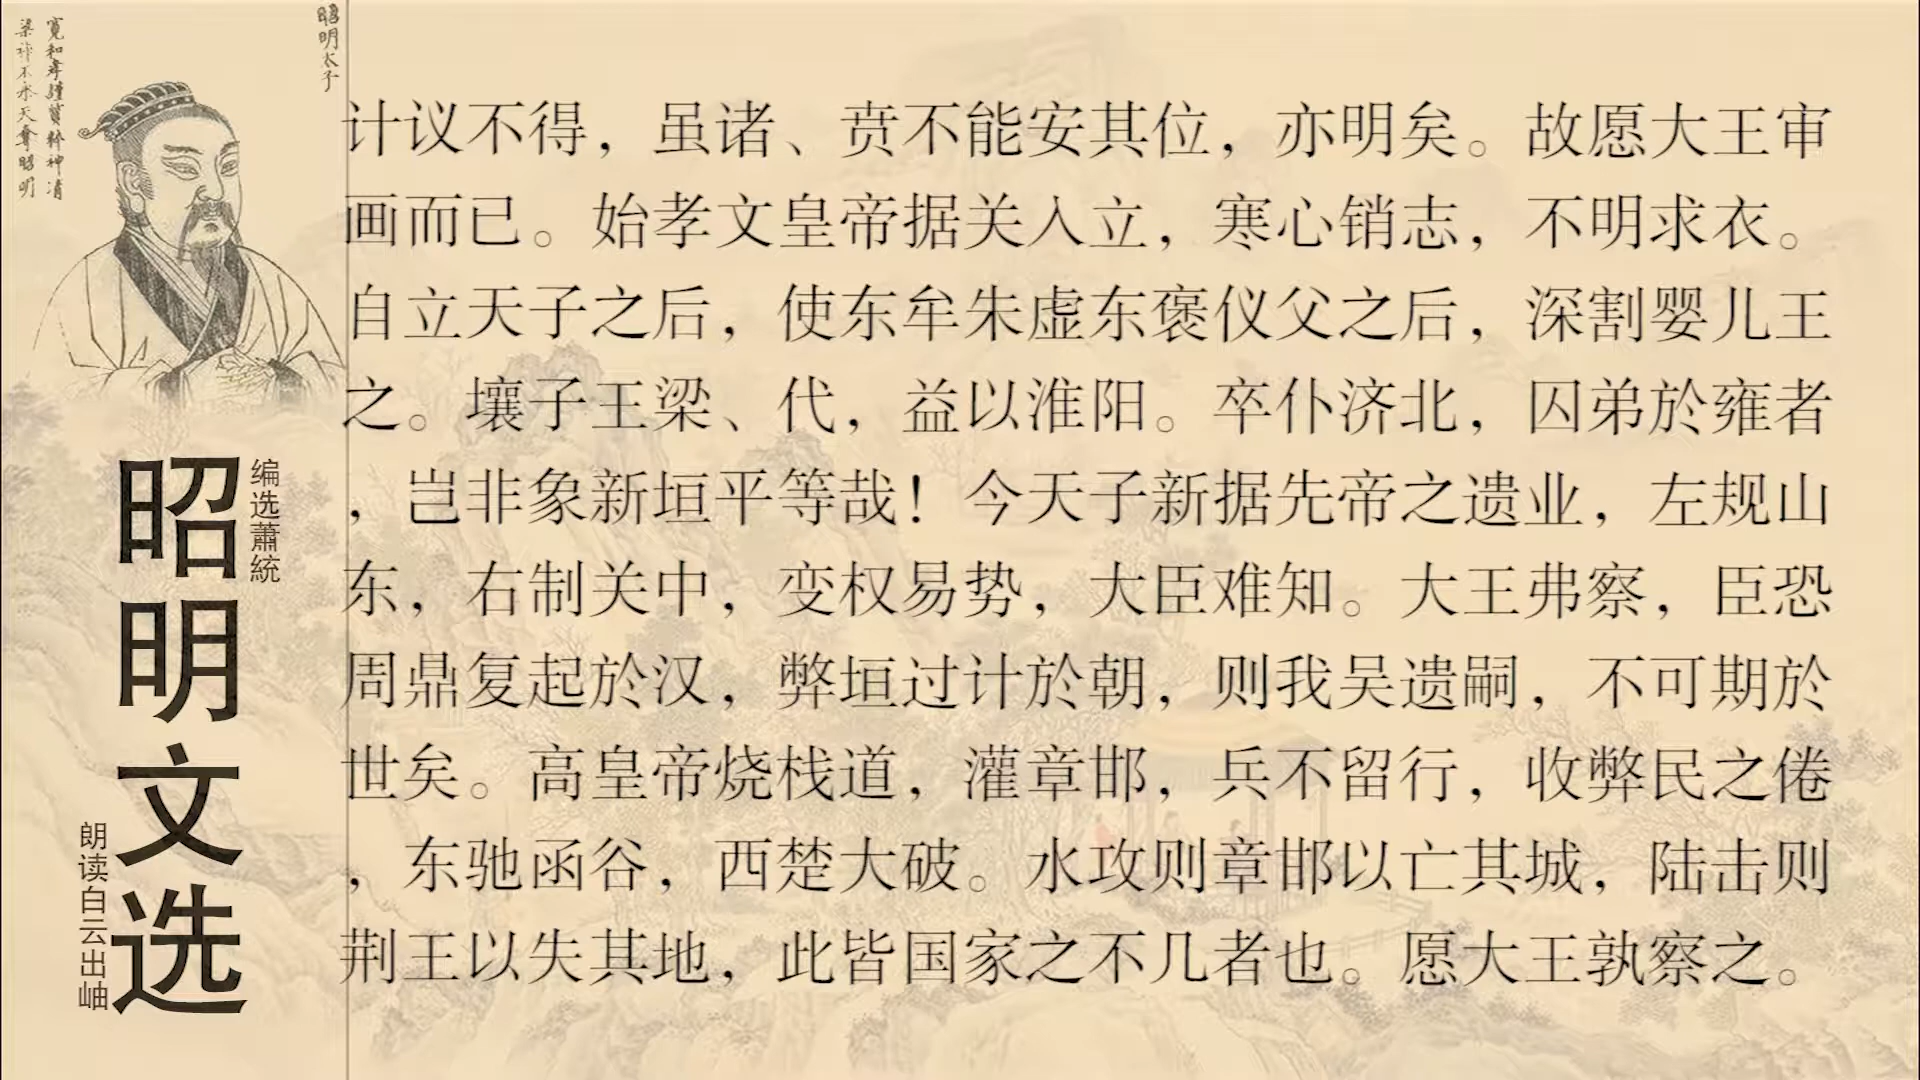 昭明太子
计议不得，虽诸、贲不能安其位，亦明矣。故愿大王审
画而已。始孝文皇帝据关入立，寒心销志，不明求衣。
自立天子之后，使东牟朱虚东褒仪父之后，深割婴儿王
之。壤子王梁、代，益以淮阳。卒仆济北，囚弟於雍者
，岂非象新垣平等哉！今天子新据先帝之遗业，左规山
东，右制关中，变权易势，大臣难知。大王弗察，臣恐
周鼎复起於汉，弊垣过计於朝，则我吴遗嗣，不可期於
世矣。高皇帝烧栈道，灌章邯，兵不留行，收弊民之倦
，东驰函谷，西楚大破。水攻则章邯以亡其城，陆击则
荆王以失其地，此皆国家之不几者也。愿大王孰察之。
编选蕭統
昭明文选
朗读白云出岫